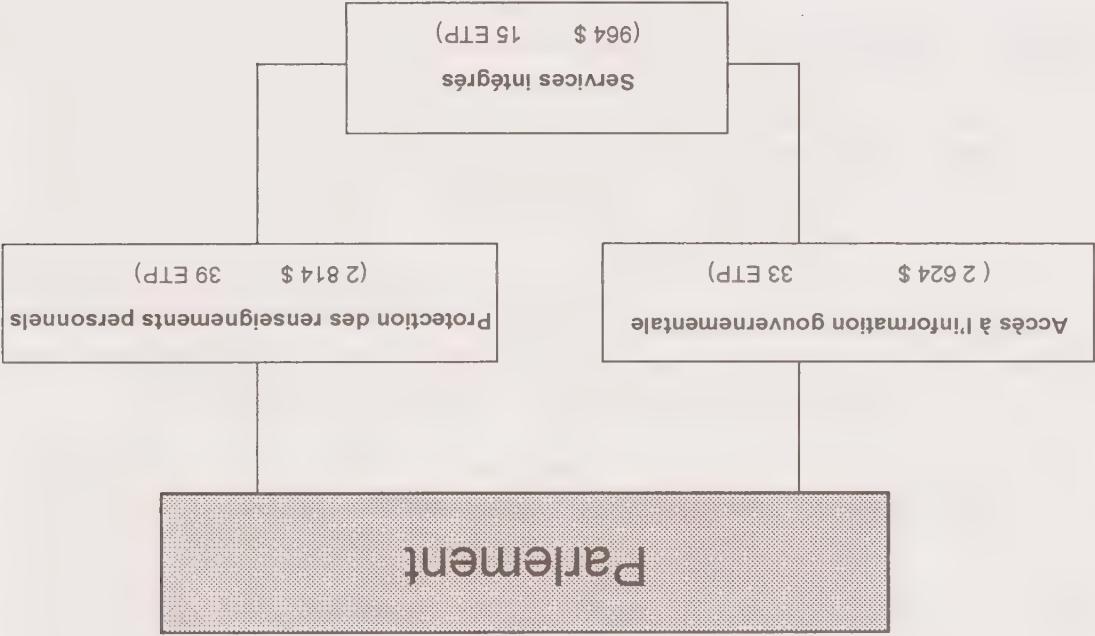 Parlement
Accès à l'information gouvernementale
( 2 624 $ 33 ETP)
Protection des renseignements personnels
(2 814 $ 39 ETP)
Services intégrés
(964 $ 15 ETP)